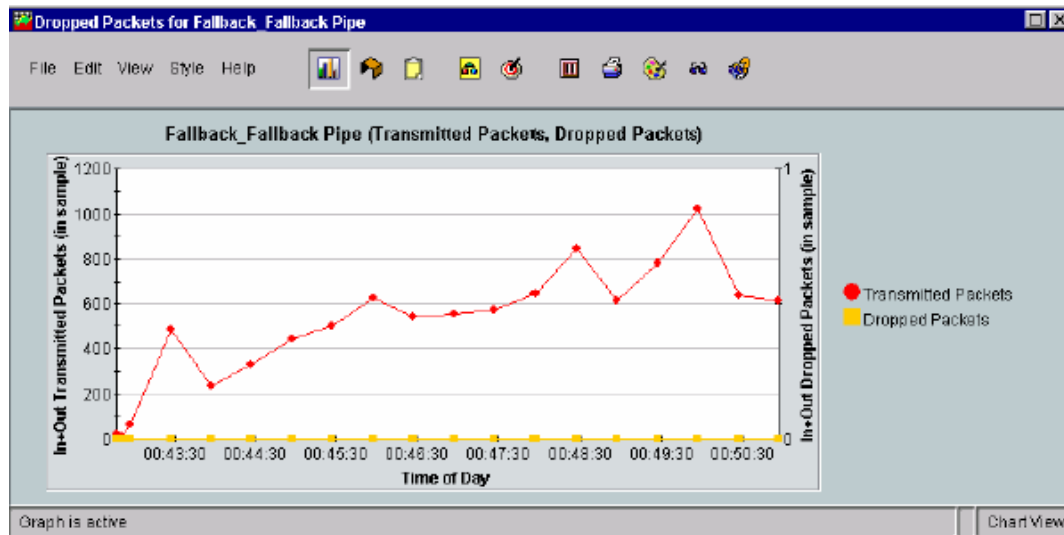 Dropped Packets for Fallback_Fallback Pipe
File Edit View Style Help
Fallback_Fallback Pipe (Transmitted Packets, Dropped Packets)
In+Out Transmitted Packets (in sample)
1200
1000
800
600
400
200
0
1
0
In+Out Dropped Packets (in sample)
00:43:30 00:44:30 00:45:30 00:46:30 00:47:30 00:48:30 00:49:30 00:50:30
Time of Day
Transmitted Packets
Dropped Packets
Graph is active
Chart View